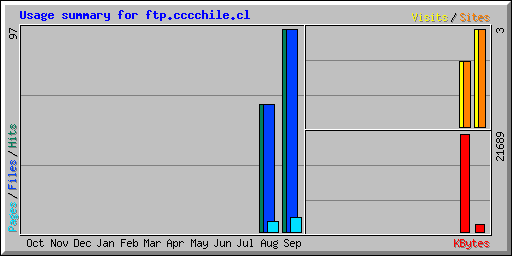 Usage summary for ftp.cccchile.cl
Visits/Sites
97
3
21689
Pages/Files/Hits
Oct Nov Dec Jan Feb Mar Apr May Jun Jul Aug Sep
KBytes